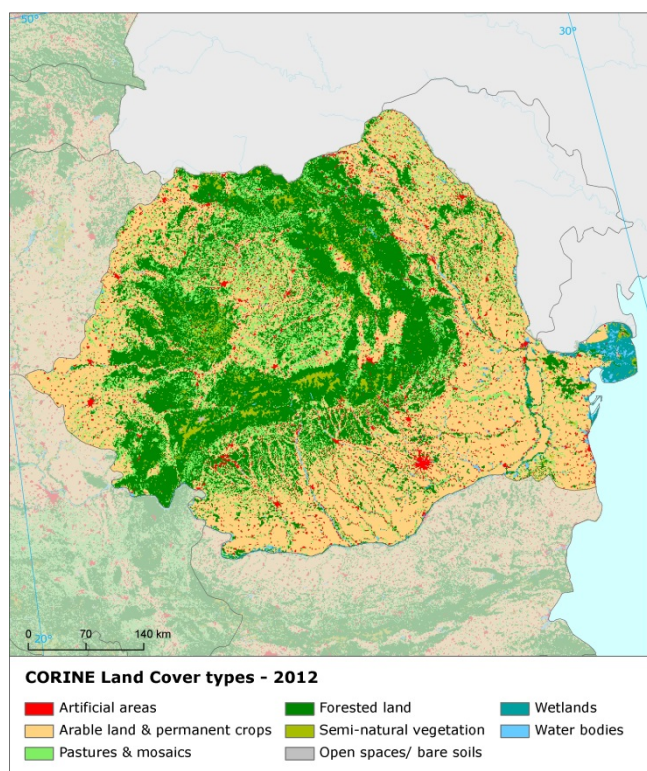 50°
30°
0 70 140 km
20°
CORINE Land Cover types - 2012
Artificial areas
Arable land & permanent crops
Pastures & mosaics
Forested land
Semi-natural vegetation
Open spaces/ bare soils
Wetlands
Water bodies